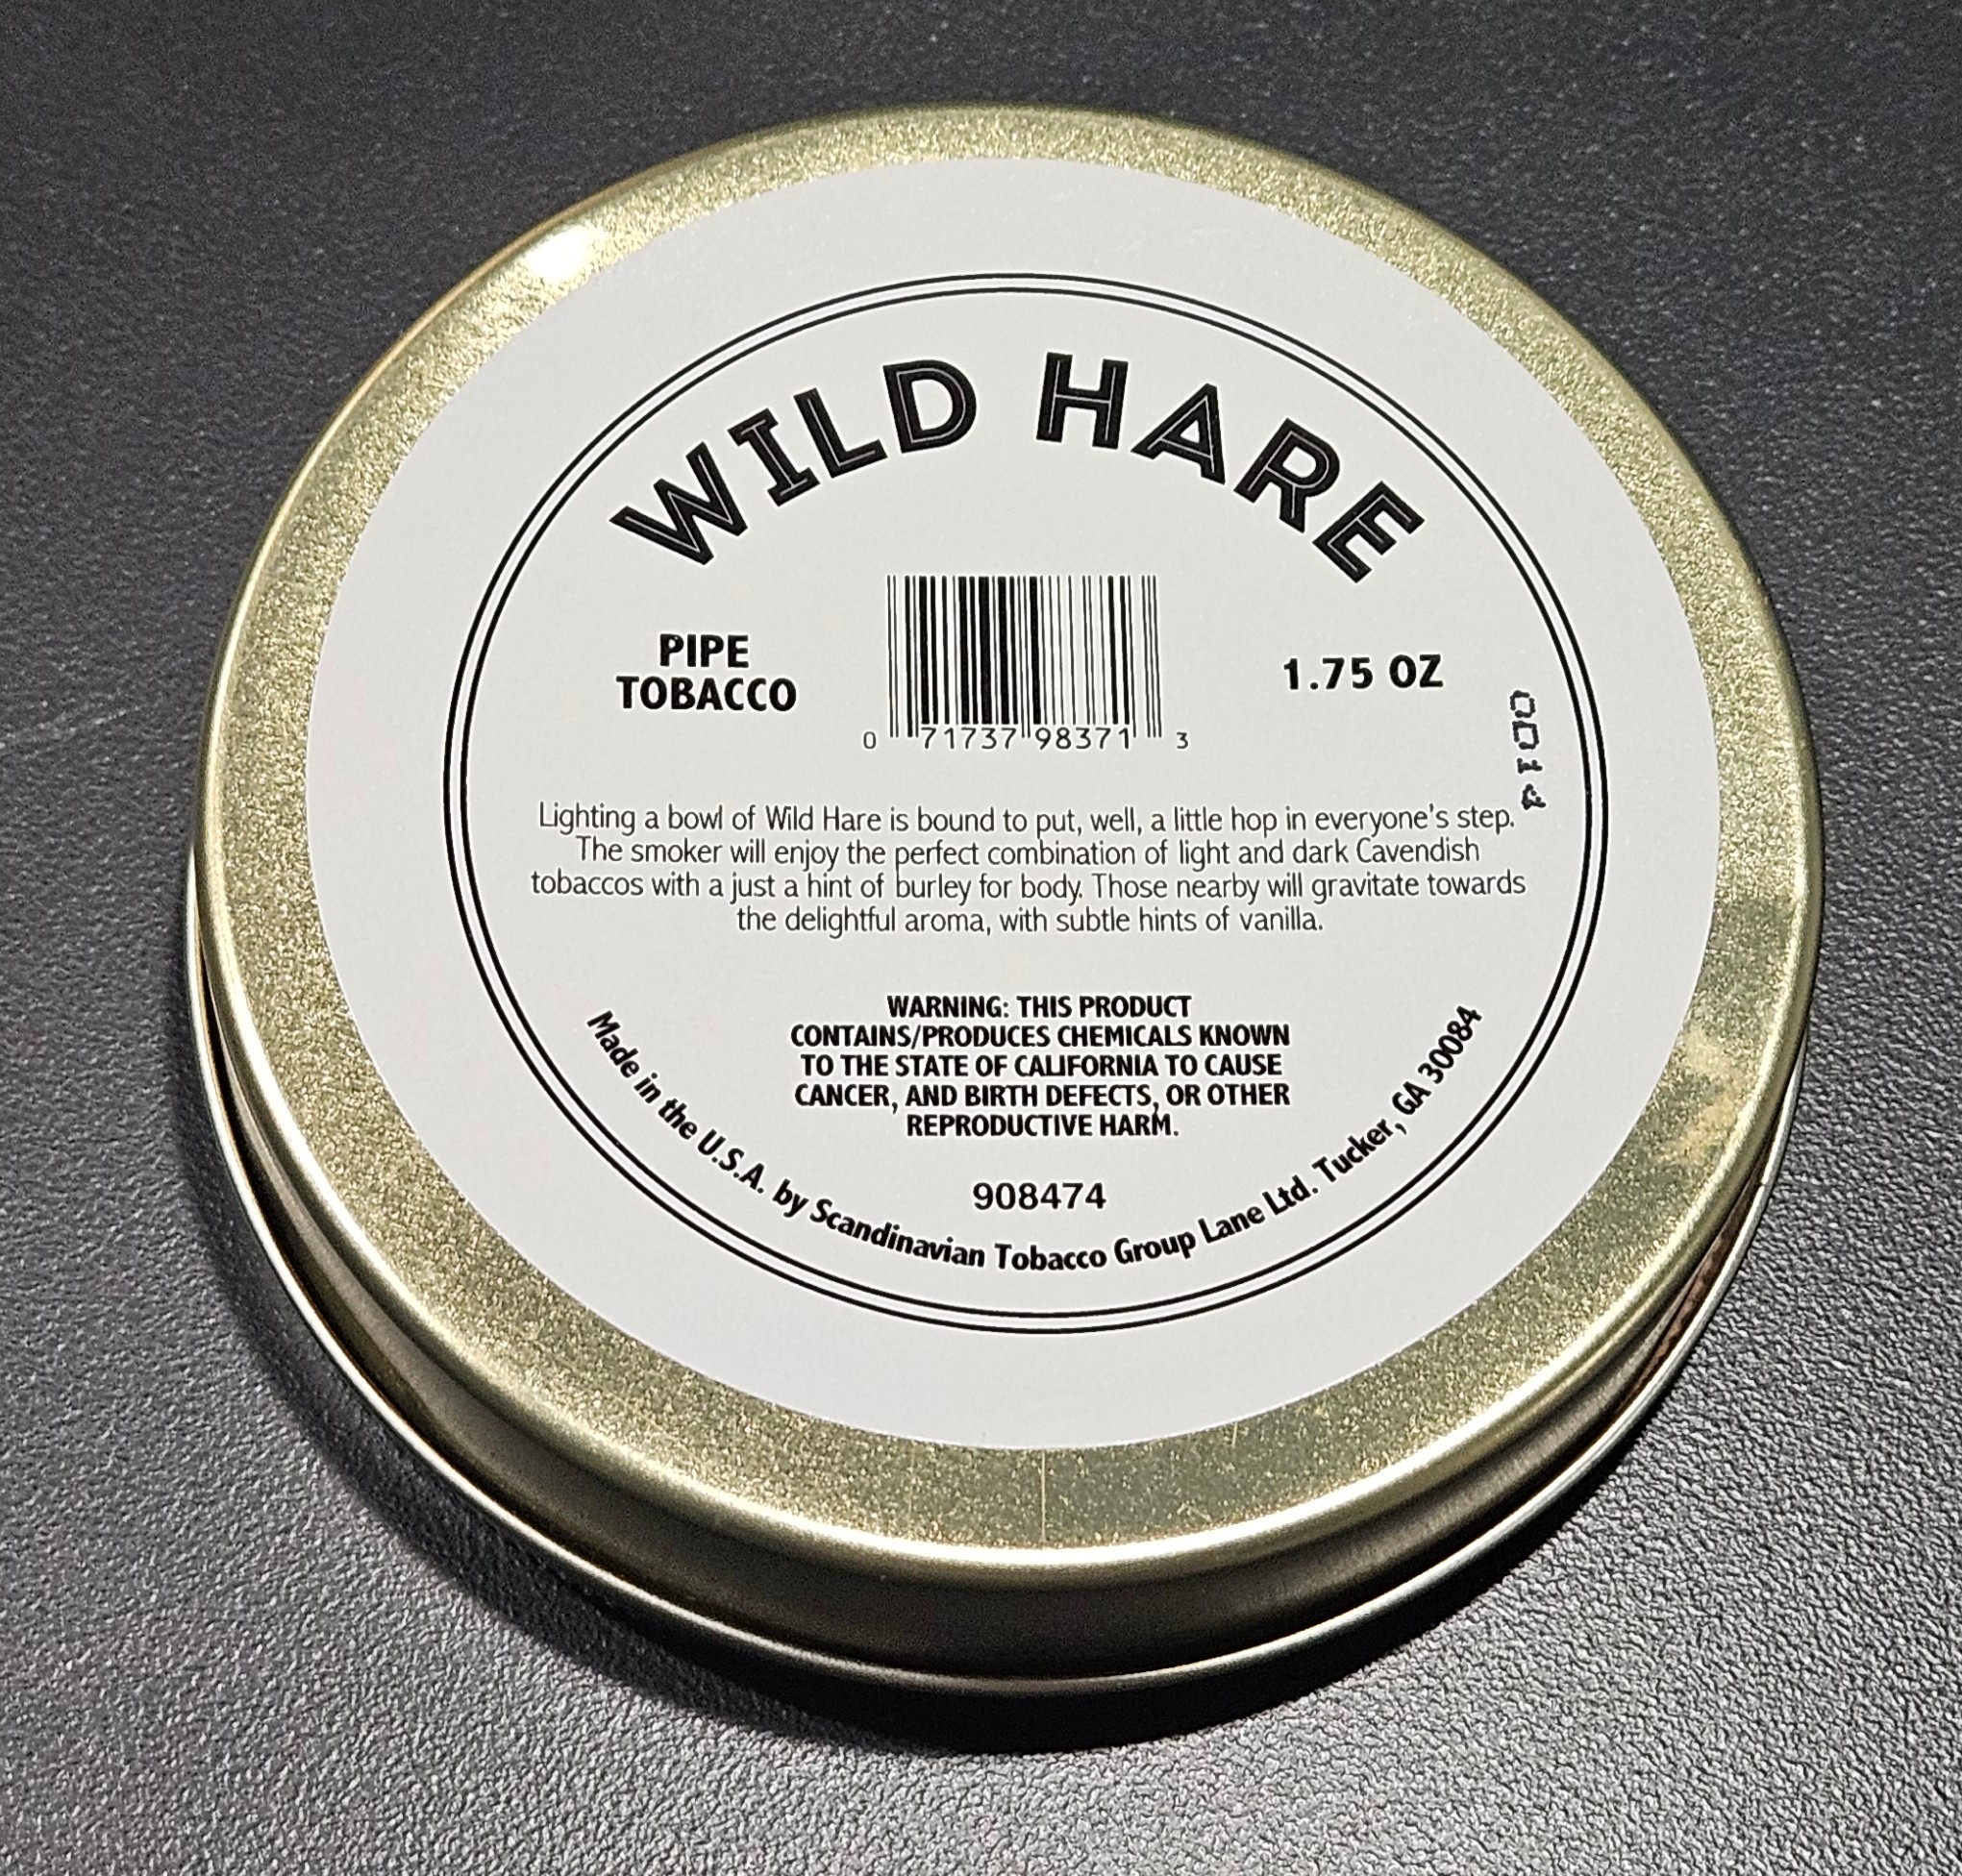 WILD HARE
PIPE
TOBACCO
1.75 OZ
0 71737 98371 3
Lighting a bowl of Wild Hare is bound to put, well, a little hop in everyone's step.
The smoker will enjoy the perfect combination of light and dark Cavendish
tobaccos with a just a hint of burley for body. Those nearby will gravitate towards
the delightful aroma, with subtle hints of vanilla.
WARNING: THIS PRODUCT
CONTAINS/PRODUCES CHEMICALS KNOWN
TO THE STATE OF CALIFORNIA TO CAUSE
CANCER, AND BIRTH DEFECTS, OR OTHER
REPRODUCTIVE HARM.
908474
Made in the U.S.A. by Scandinavian Tobacco Group Lane Ltd. Tucker, GA 30084